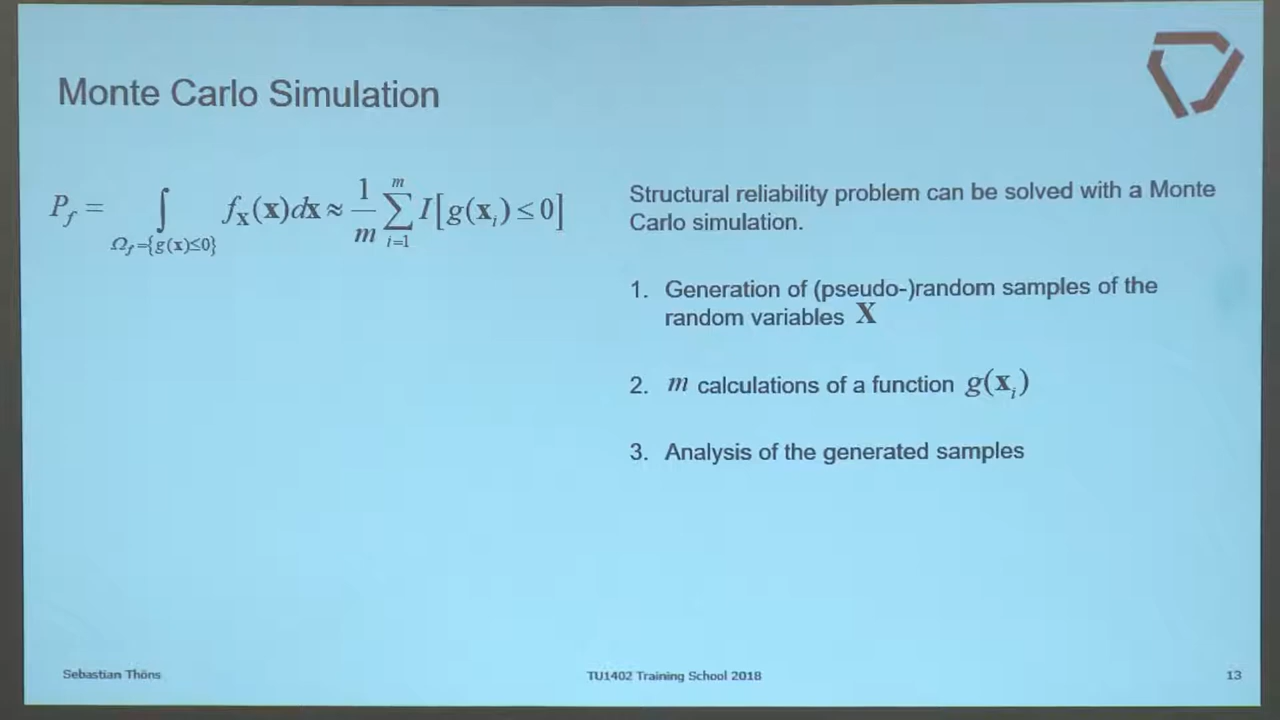 Monte Carlo Simulation
P_f = ∫_{Ω_f={g(x)≤0}} f_X(x)dx ≈ 1/m ∑_{i=1}^{m} I[g(x_i)≤0]
Structural reliability problem can be solved with a Monte
Carlo simulation.
1. Generation of (pseudo-)random samples of the
random variables X
2. m calculations of a function g(x_i)
3. Analysis of the generated samples
Sebastian Thöns
TU1402 Training School 2018
13